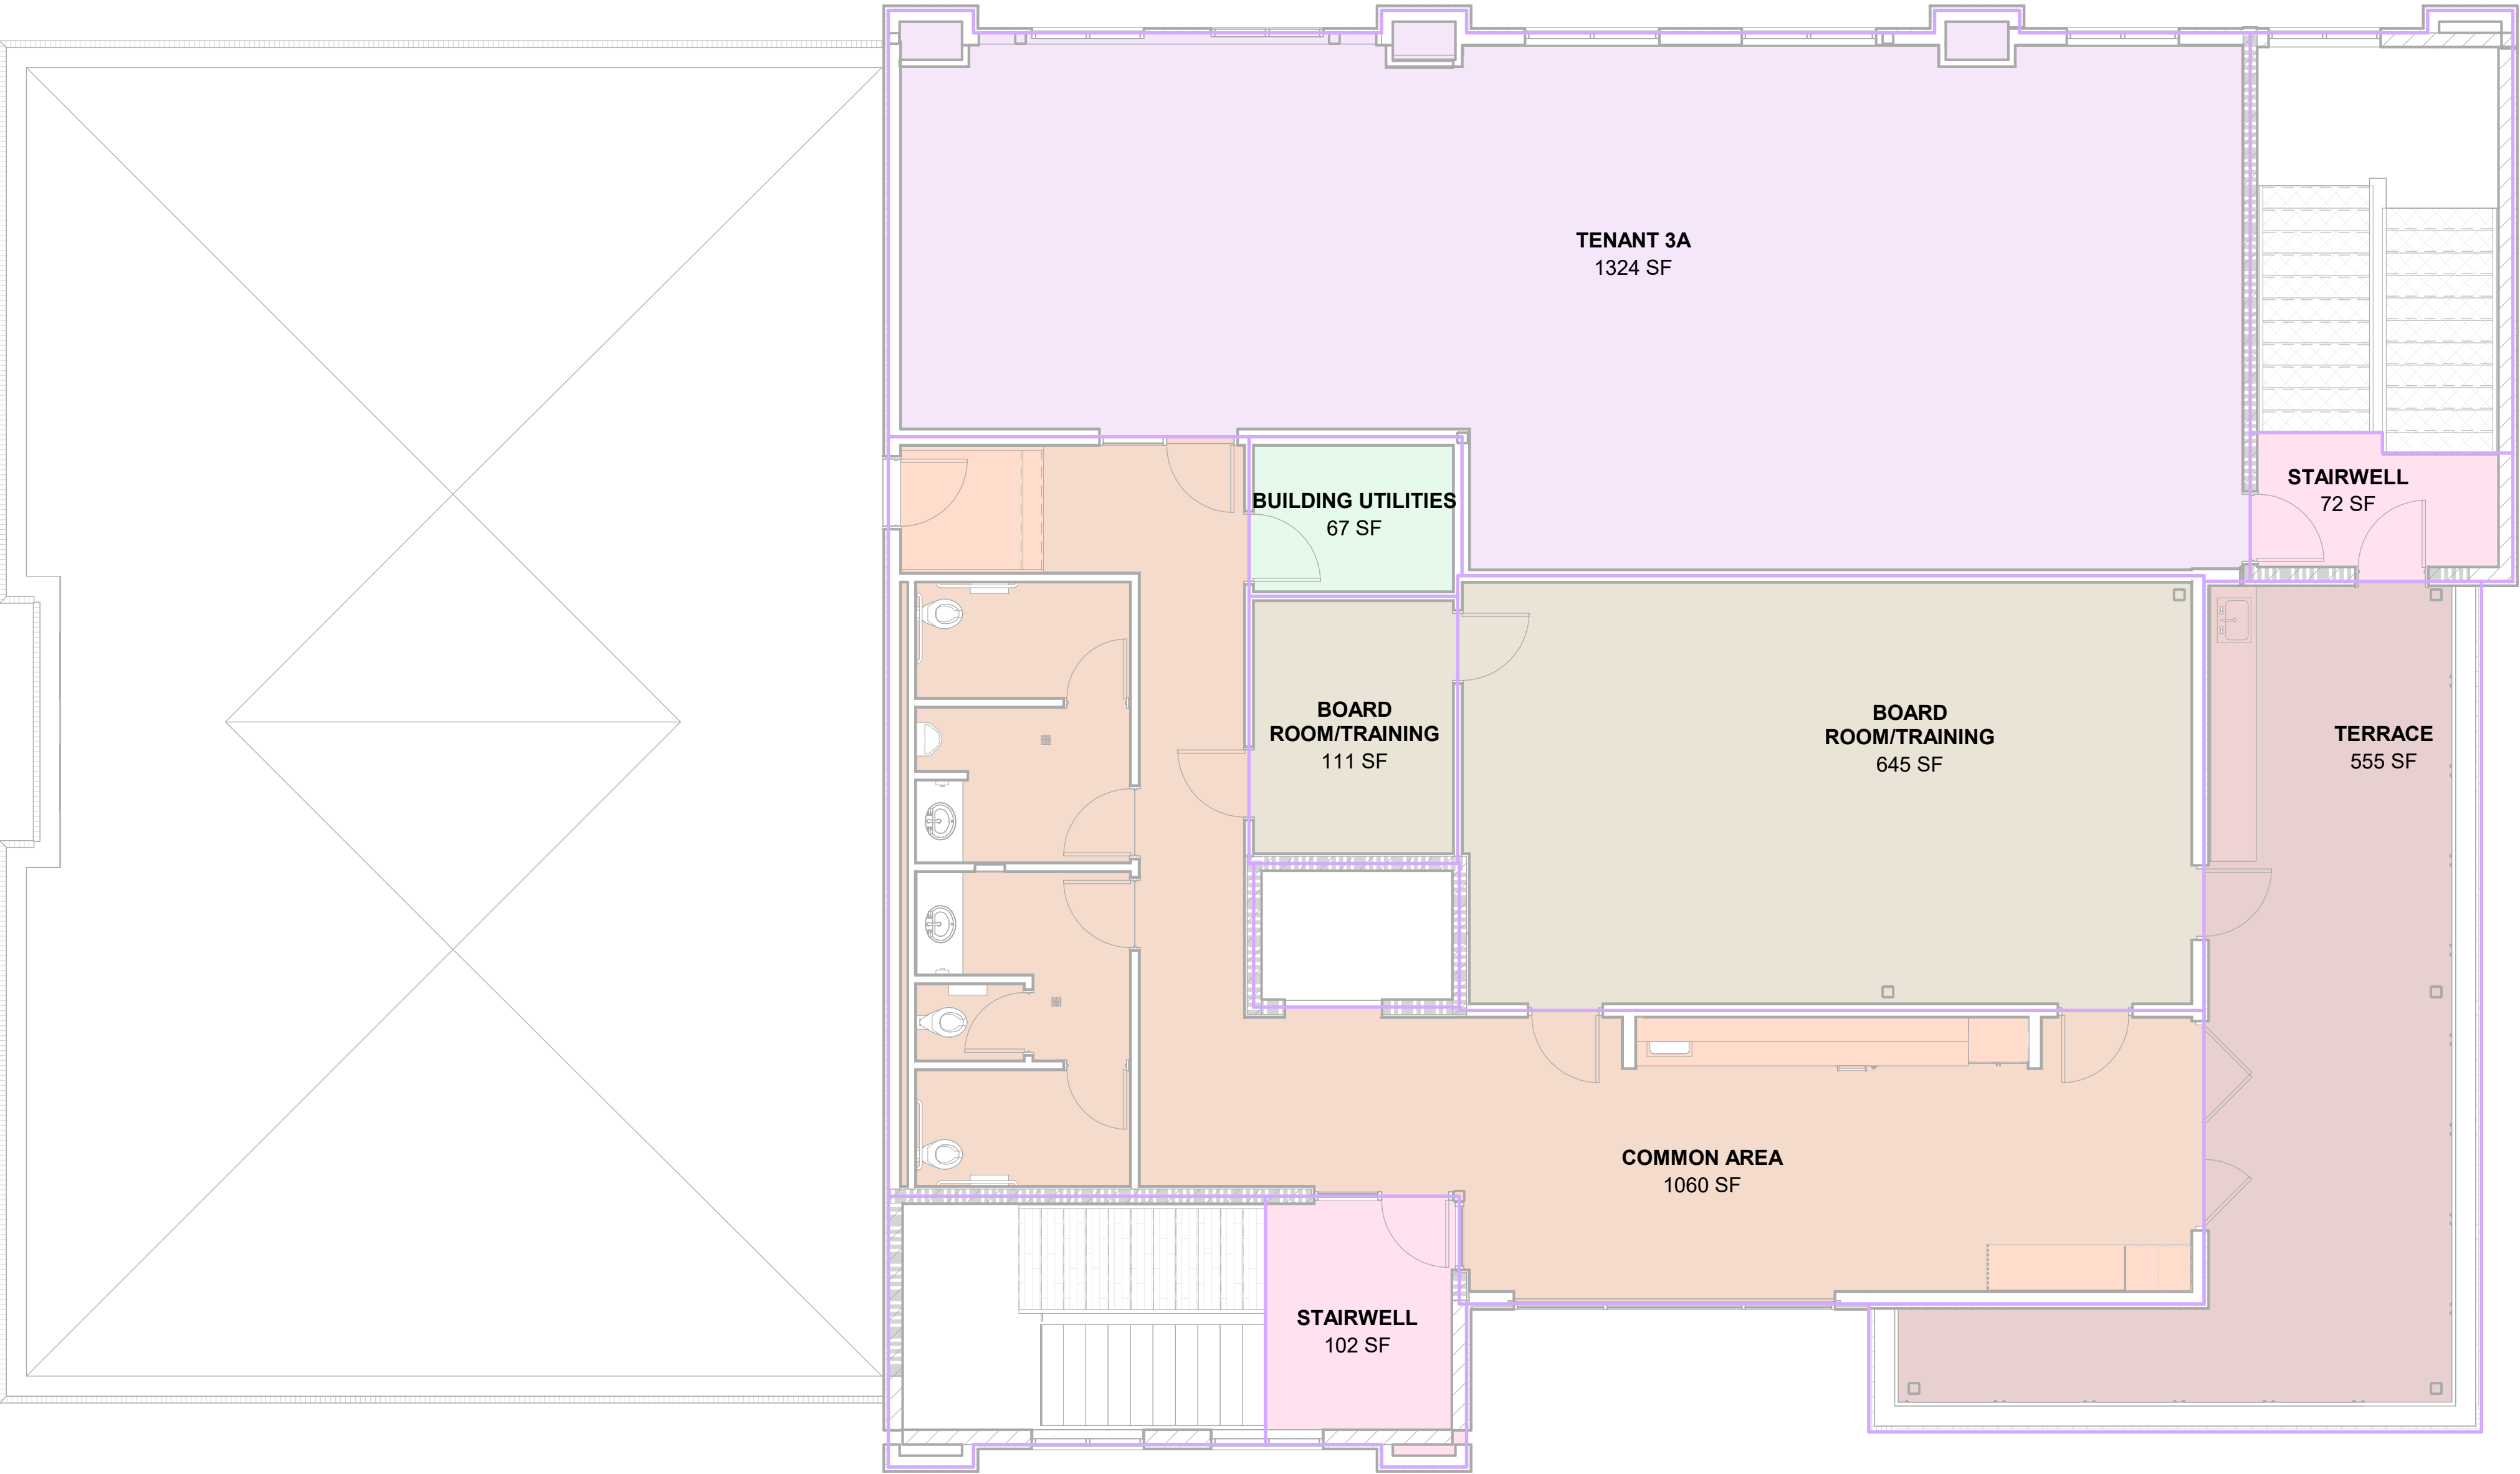 TENANT 3A
1324 SF
STAIRWELL
72 SF
BUILDING UTILITIES
67 SF
BOARD
ROOM/TRAINING
111 SF
BOARD
ROOM/TRAINING
645 SF
TERRACE
555 SF
COMMON AREA
1060 SF
STAIRWELL
102 SF